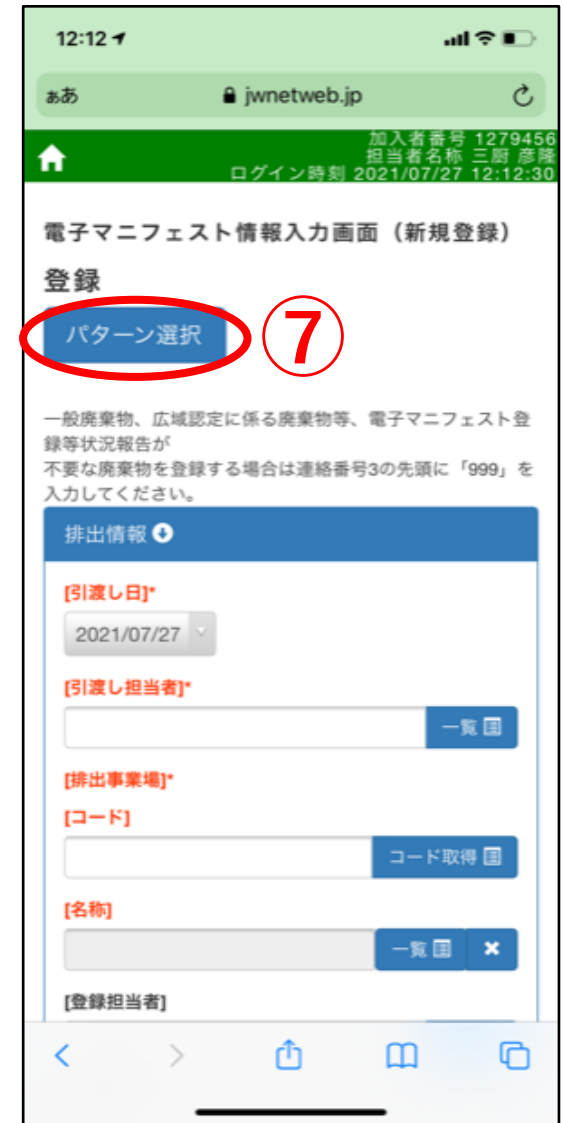 12:12
ぁあ jwnetweb.jp
加入者番号 1279456
担当者名称 三厨 彦隆
ログイン時刻 2021/07/27 12:12:30
電子マニフェスト情報入力画面（新規登録）
登録
パターン選択
⑦
一般廃棄物、広域認定に係る廃棄物等、電子マニフェスト登
録等状況報告が
不要な廃棄物を登録する場合は連絡番号3の先頭に「999」を
入力してください。
排出情報
[引渡し日]*
2021/07/27
[引渡し担当者]*
一覧
[排出事業場]*
[コード]
コード取得
[名称]
一覧
[登録担当者]